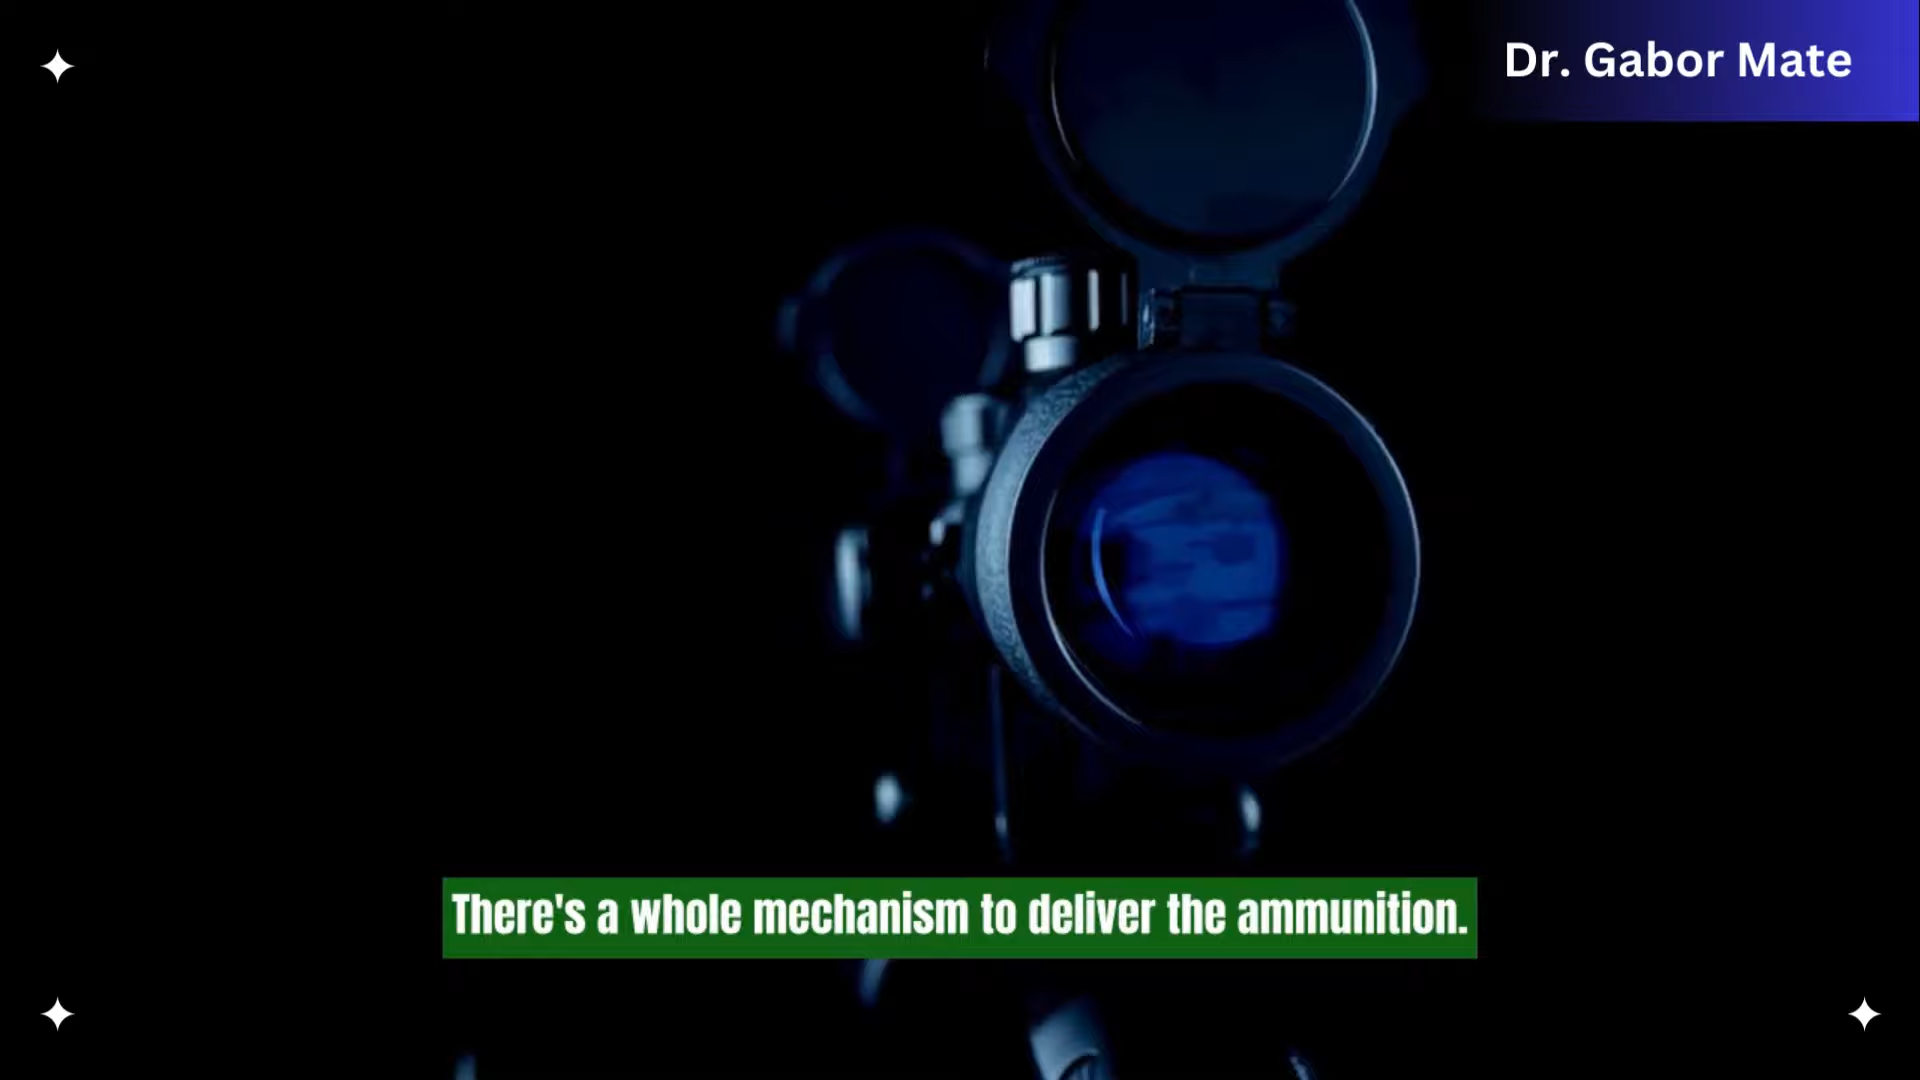 Dr. Gabor Mate
There's a whole mechanism to deliver the ammunition.